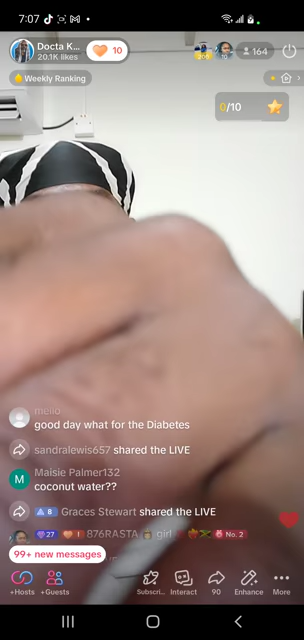 7:07
Docta K...
20.1K likes
10
164
Weekly Ranking
0/10
mello
good day what for the Diabetes
sandralewis657 shared the LIVE
M
Maisie Palmer132
coconut water??
8 Graces Stewart shared the LIVE
27 1 876RASTA girl No. 2
99+ new messages
+Hosts
+Guests
Subscri...
Interact
90
Enhance
More